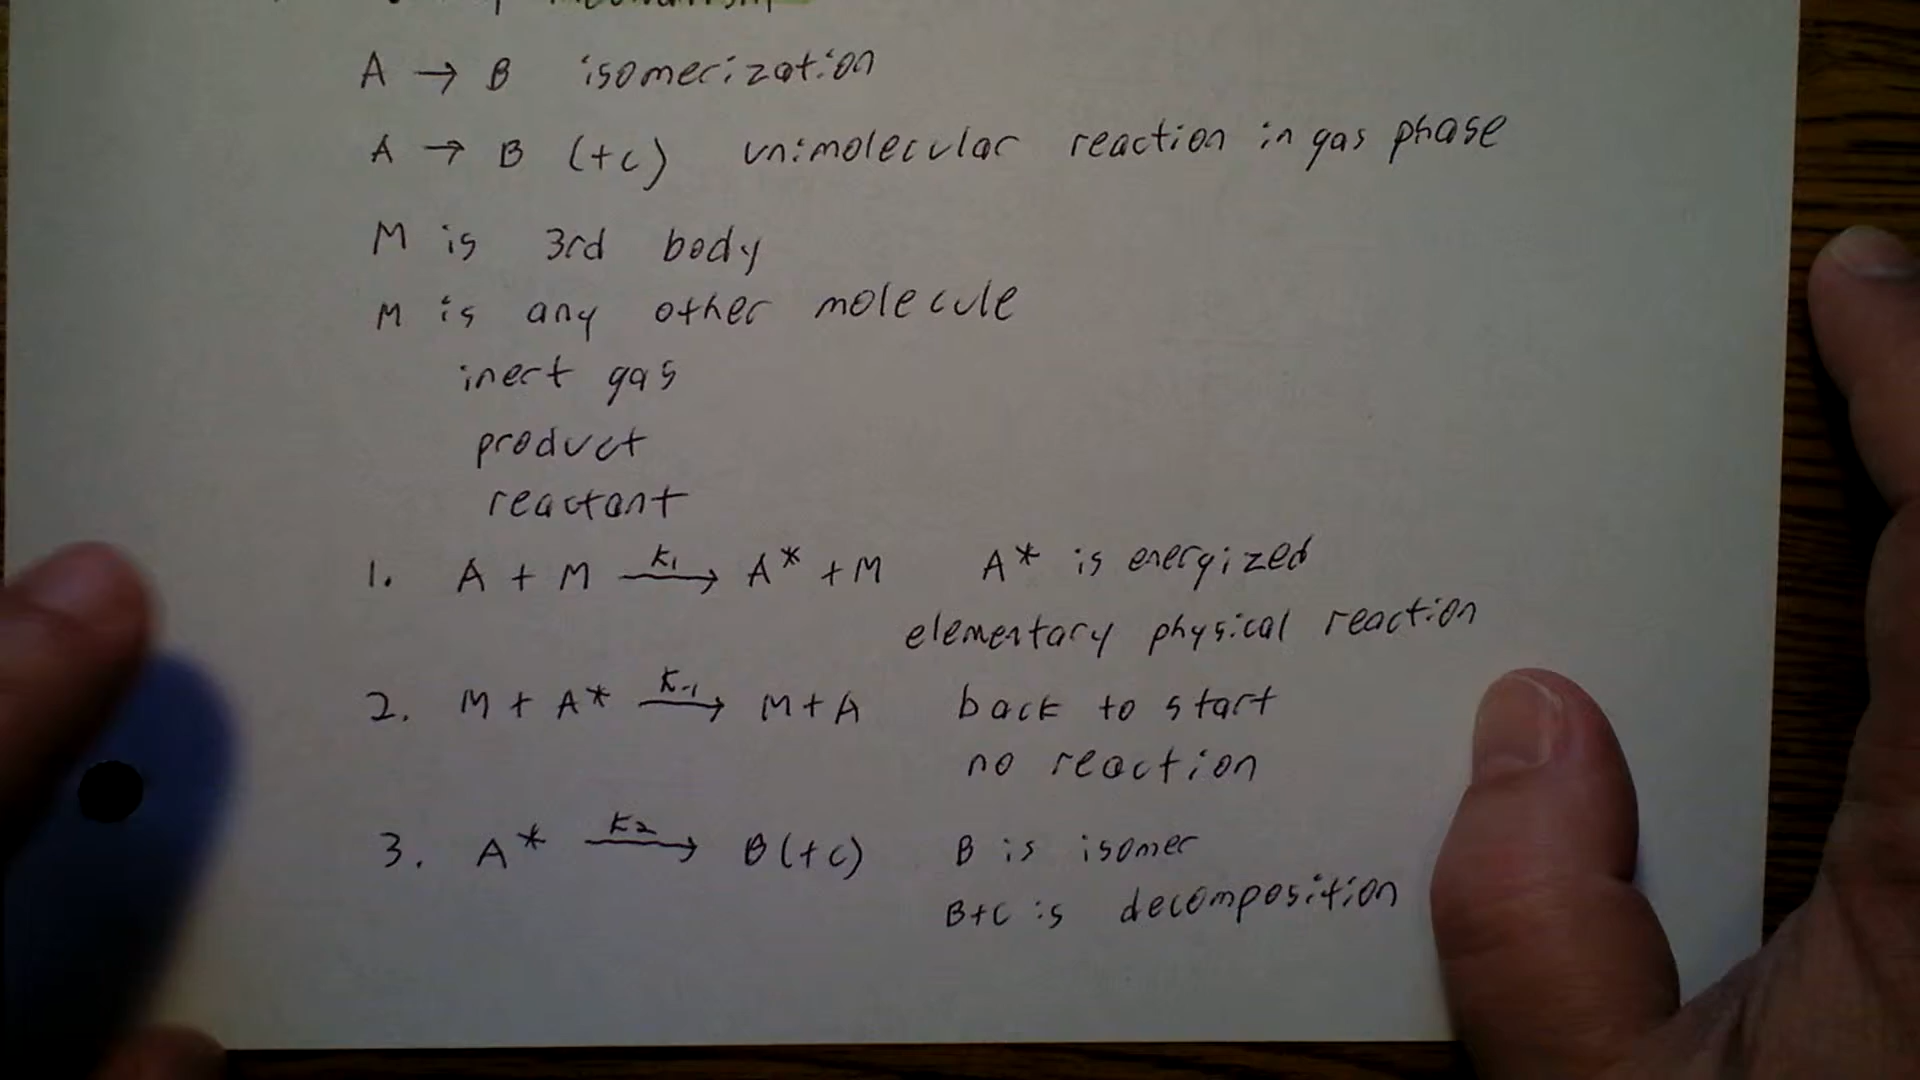 mechanism
A → B isomerization
A → B (+C) unimolecular reaction in gas phase
M is 3rd body
M is any other molecule
inert gas
product
reactant
1. A + M —k₁→ A* + M A* is energized
elementary physical reaction
2. M + A* —k₋₁→ M + A back to start
no reaction
3. A* —k₂→ B(+C) B is isomer
B+C is decomposition